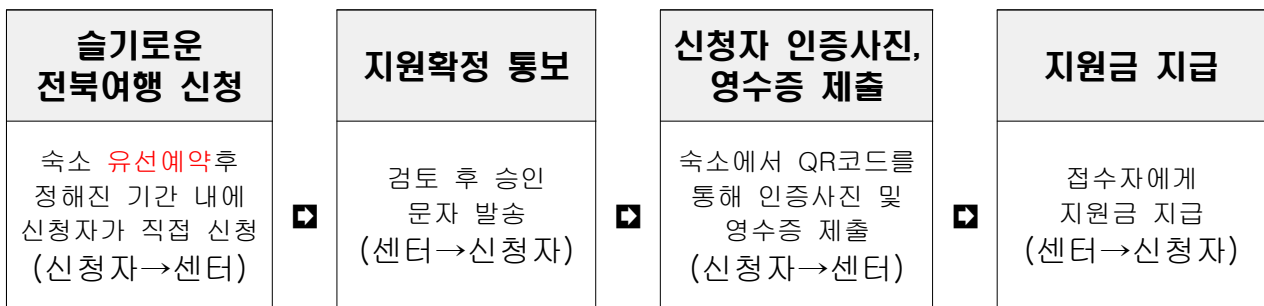 슬기로운
전북여행 신청
숙소 유선예약후
정해진 기간 내에
신청자가 직접 신청
(신청자→센터)
지원확정 통보
검토 후 승인
문자 발송
(센터→신청자)
신청자 인증사진,
영수증 제출
숙소에서 QR코드를
통해 인증사진 및
영수증 제출
(신청자→센터)
지원금 지급
접수자에게
지원금 지급
(센터→신청자)